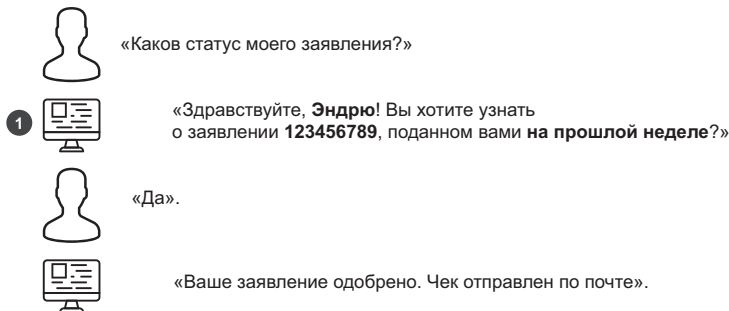 «Каков статус моего заявления?»
1
«Здравствуйте, Эндрю! Вы хотите узнать
о заявлении 123456789, поданном вами на прошлой неделе?»
«Да».
«Ваше заявление одобрено. Чек отправлен по почте».